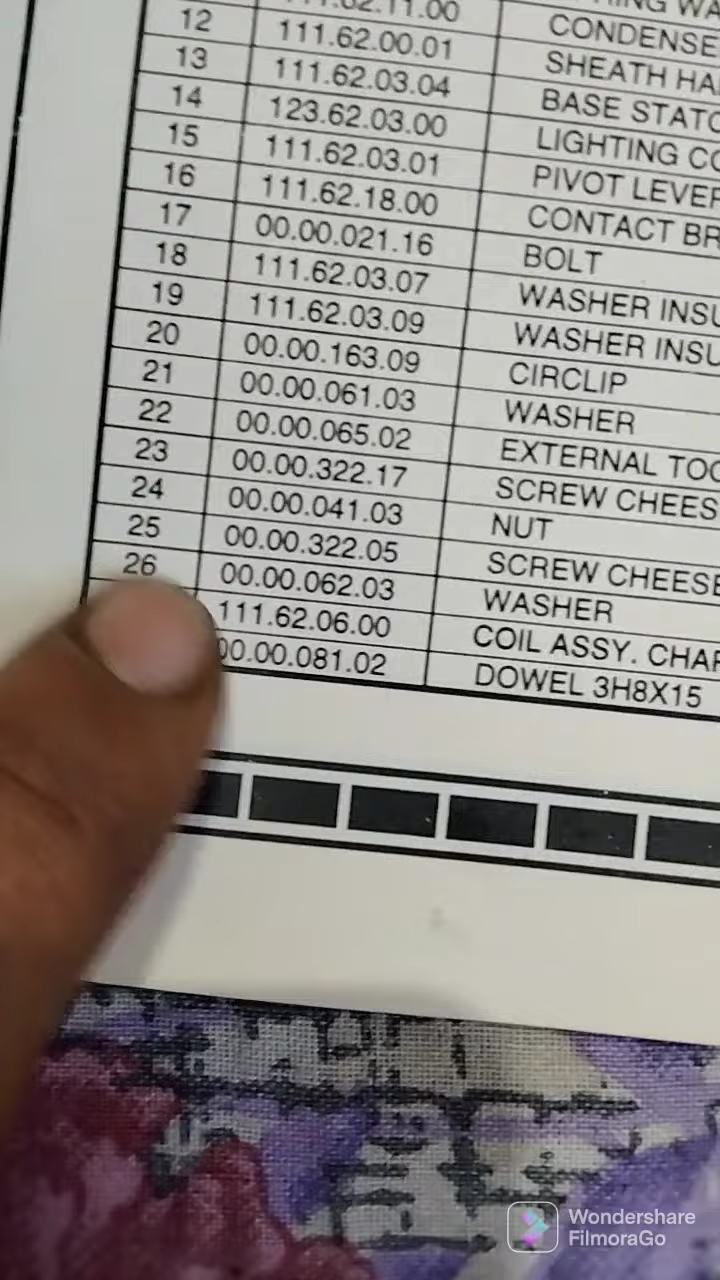 CONDENSE
12 111.62.00.01 SHEATH HA
13 111.62.03.04 BASE STATO
14 123.62.03.00 LIGHTING CO
15 111.62.03.01 PIVOT LEVER
16 111.62.18.00 CONTACT BR
17 00.00.021.16 BOLT
18 111.62.03.07 WASHER INSU
19 111.62.03.09 WASHER INSU
20 00.00.163.09 CIRCLIP
21 00.00.061.03 WASHER
22 00.00.065.02 EXTERNAL TOO
23 00.00.322.17 SCREW CHEES
24 00.00.041.03 NUT
25 00.00.322.05 SCREW CHEESE
26 00.00.062.03 WASHER
111.62.06.00 COIL ASSY. CHAR
00.00.081.02 DOWEL 3H8X15
Wondershare
FilmoraGo